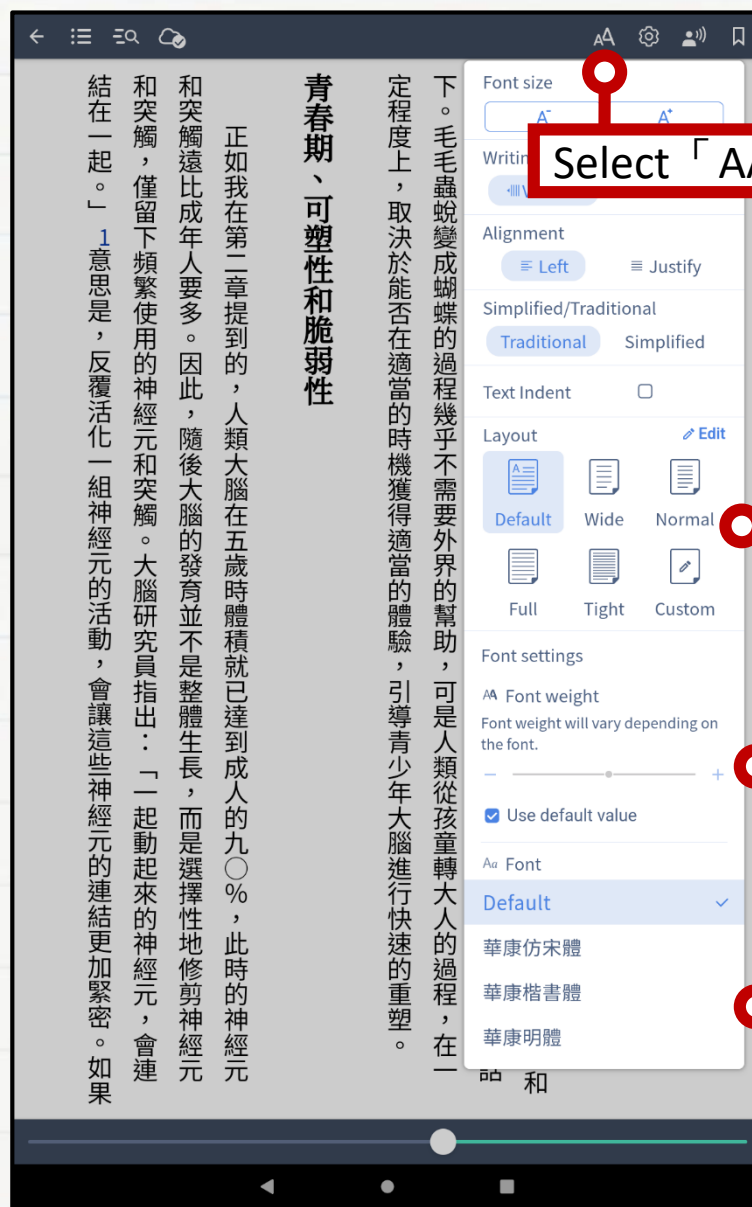 Font size
A- A+
Select「AA
Alignment
Left Justify
Simplified/Traditional
Traditional Simplified
Text Indent
Layout Edit
Default Wide Normal
Full Tight Custom
Font settings
Font weight
Font weight will vary depending on
the font.
Use default value
Font
Default
華康仿宋體
華康楷書體
華康明體
和
下。毛毛蟲蛻變成蝴蝶的過程幾乎不需要外界的幫助，可是人類從孩童轉大人的過程，在一
定程度上，取決於能否在適當的時機獲得適當的體驗，引導青少年大腦進行快速的重塑。
青春期、可塑性和脆弱性
正如我在第二章提到的，人類大腦在五歲時體積就已達到成人的九〇%，此時的神經元
和突觸遠比成年人要多。因此，隨後大腦的發育並不是整體生長，而是選擇性地修剪神經元
和突觸，僅留下頻繁使用的神經元和突觸。大腦研究員指出：「一起動起來的神經元，會連
結在一起。」1意思是，反覆活化一組神經元的活動，會讓這些神經元的連結更加緊密。如果